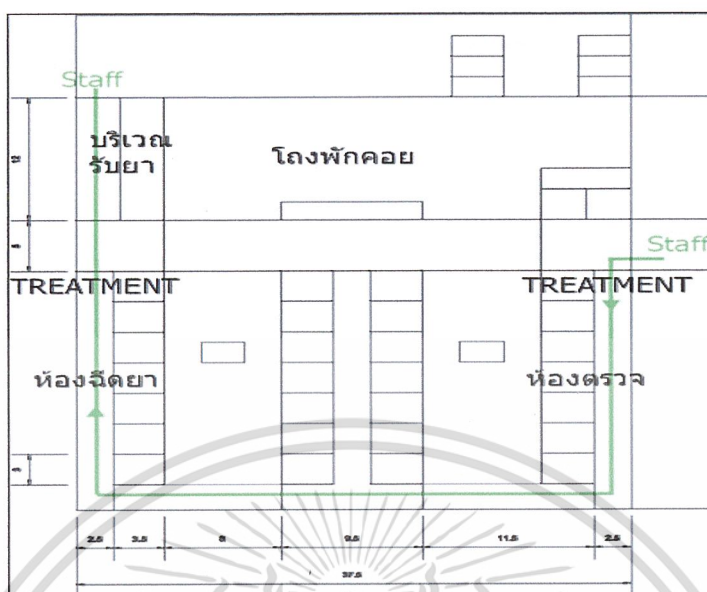 Staff
บริเวณ
รับยา
โถงพักคอย
12
Staff
TREATMENT
TREATMENT
ห้องฉีดยา
ห้องตรวจ
3
2.5 3.5 9.5 11.5 2.5
37.5